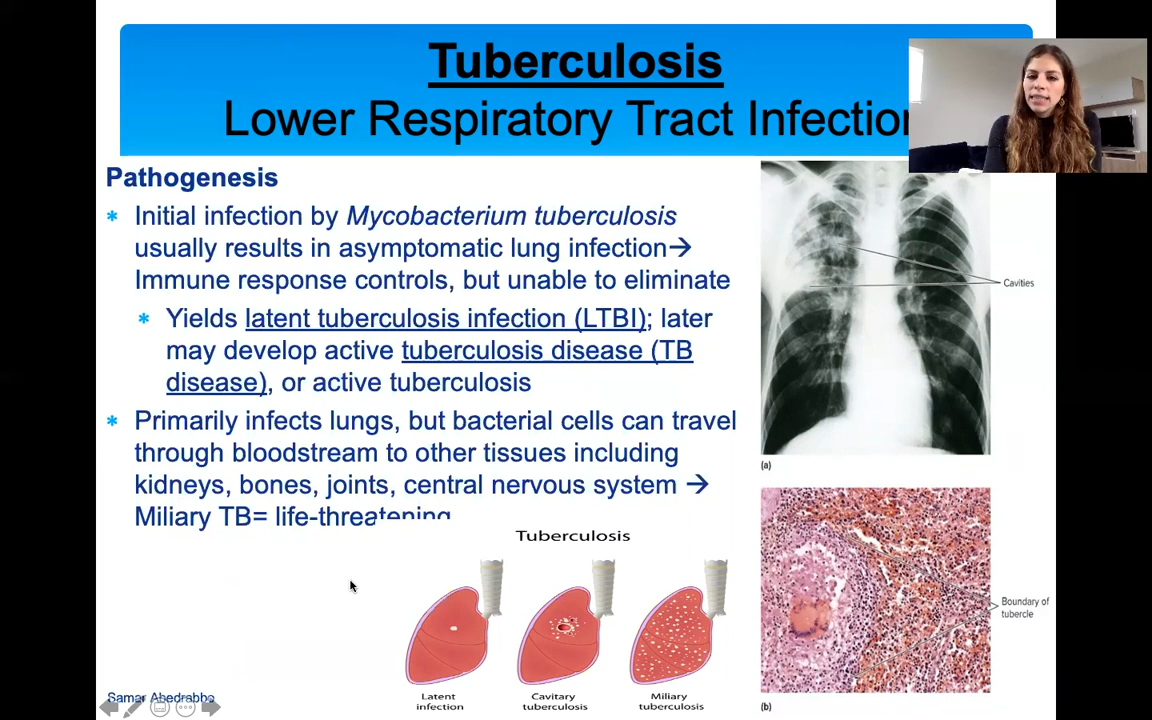 Tuberculosis
Lower Respiratory Tract Infection
Pathogenesis
* Initial infection by Mycobacterium tuberculosis
usually results in asymptomatic lung infection→
Immune response controls, but unable to eliminate
* Yields latent tuberculosis infection (LTBI); later
may develop active tuberculosis disease (TB
disease), or active tuberculosis
* Primarily infects lungs, but bacterial cells can travel
through bloodstream to other tissues including
kidneys, bones, joints, central nervous system →
Miliary TB= life-threatening
Cavities
(a)
Boundary of
tubercle
(b)
Tuberculosis
Latent
infection
Cavitary
tuberculosis
Miliary
tuberculosis
Samar Abedrabbo